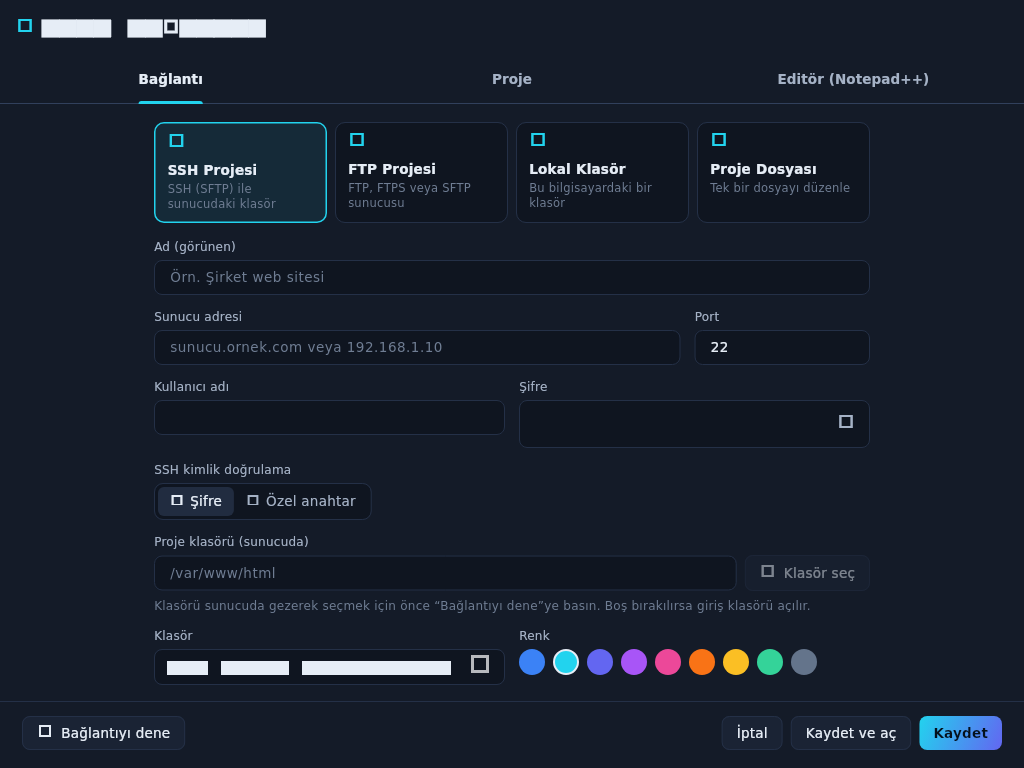 Bağlantı
Proje
Editör (Notepad++)
SSH Projesi
SSH (SFTP) ile
sunucudaki klasör
FTP Projesi
FTP, FTPS veya SFTP
sunucusu
Lokal Klasör
Bu bilgisayardaki bir
klasör
Proje Dosyası
Tek bir dosyayı düzenle
Ad (görünen)
Örn. Şirket web sitesi
Sunucu adresi
Port
sunucu.ornek.com veya 192.168.1.10
22
Kullanıcı adı
Şifre
SSH kimlik doğrulama
Şifre
Özel anahtar
Proje klasörü (sunucuda)
/var/www/html
Klasör seç
Klasörü sunucuda gezerek seçmek için önce “Bağlantıyı dene”ye basın. Boş bırakılırsa giriş klasörü açılır.
Klasör
Renk
Bağlantıyı dene
İptal
Kaydet ve aç
Kaydet